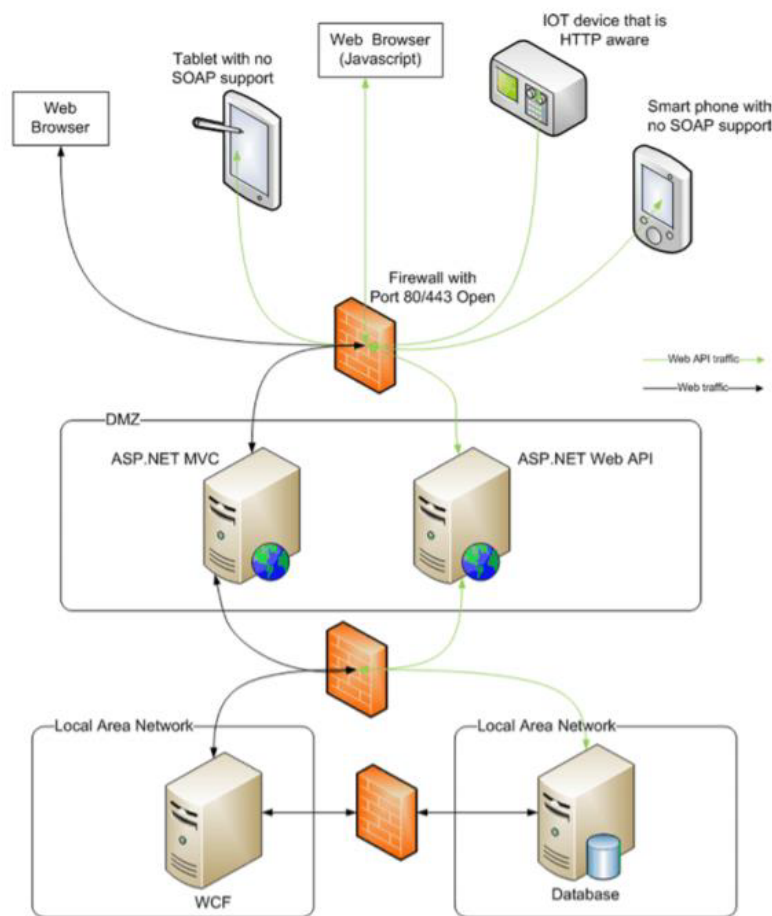 IOT device that is
HTTP aware
Web Browser
(Javascript)
Tablet with no
SOAP support
Web
Browser
Smart phone with
no SOAP support
Firewall with
Port 80/443 Open
Web API traffic
Web traffic
DMZ
ASP.NET MVC
ASP.NET Web API
Local Area Network
Local Area Network
WCF
Database